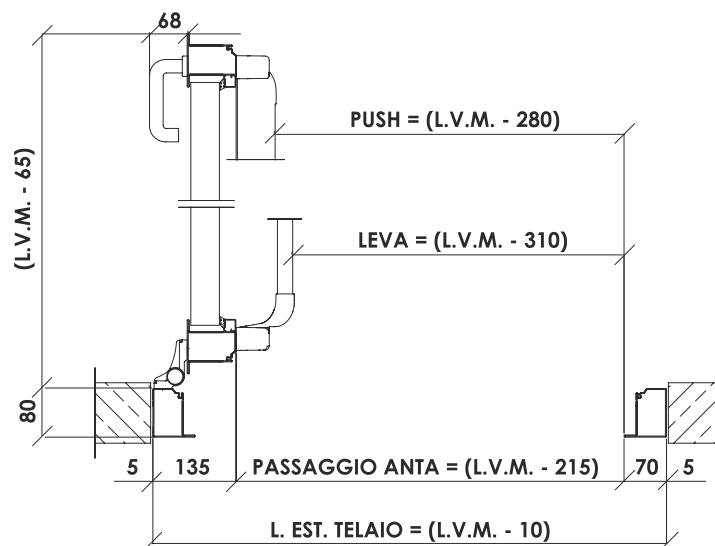 68
PUSH = (L.V.M. - 280)
(L.V.M. - 65)
LEVA = (L.V.M. - 310)
80
5
135
PASSAGGIO ANTA = (L.V.M. - 215)
70
5
L. EST. TELAIO = (L.V.M. - 10)